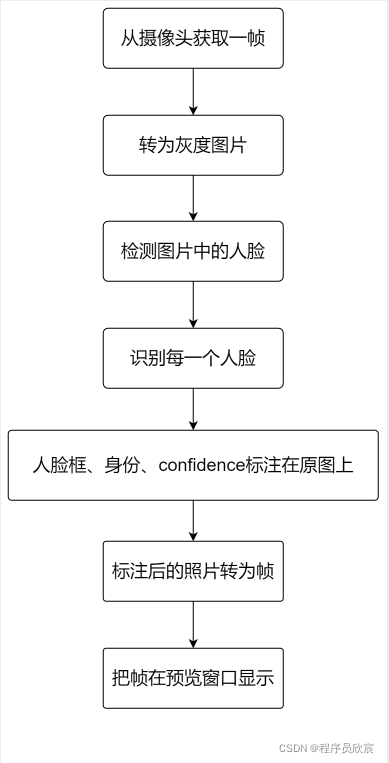 从摄像头获取一帧
转为灰度图片
检测图片中的人脸
识别每一个人脸
人脸框、身份、confidence标注在原图上
标注后的照片转为帧
把帧在预览窗口显示
CSDN @程序员欣宸